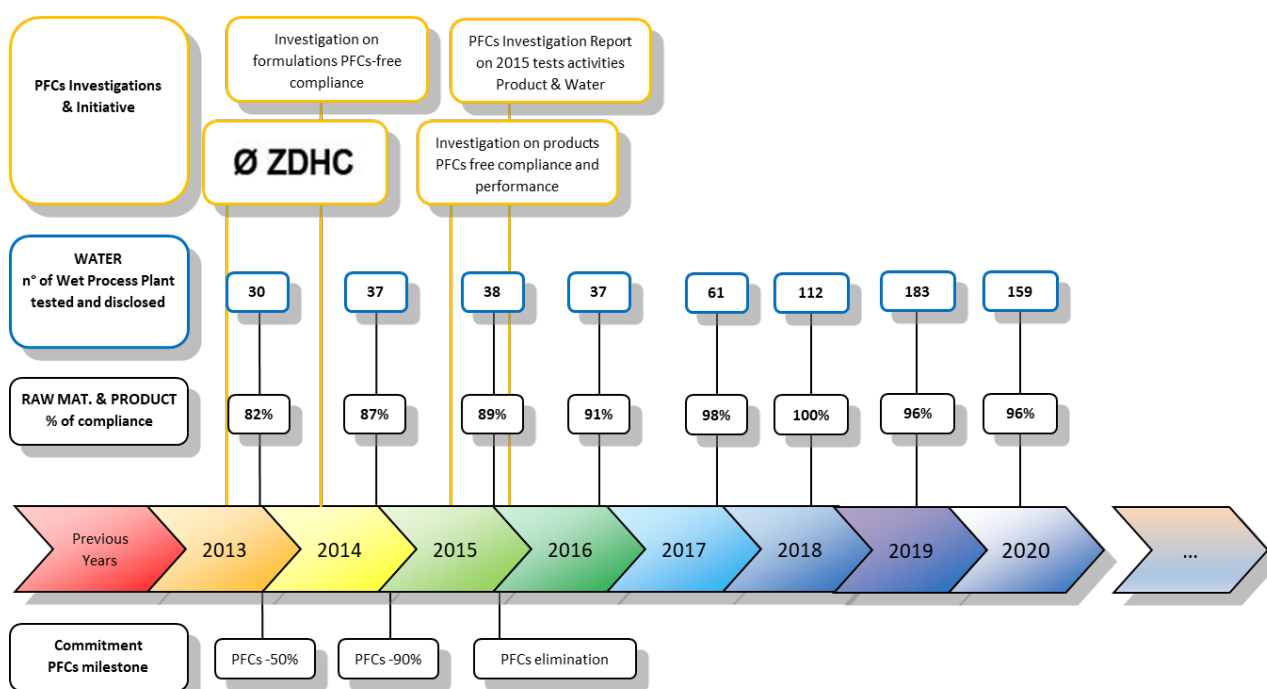 PFCs Investigations
& Initiative
Investigation on
formulations PFCs-free
compliance
PFCs Investigation Report
on 2015 tests activities
Product & Water
Ø ZDHC
Investigation on products
PFCs free compliance and
performance
WATER
n° of Wet Process Plant
tested and disclosed
30
37
38
37
61
112
183
159
RAW MAT. & PRODUCT
% of compliance
82%
87%
89%
91%
98%
100%
96%
96%
Previous
Years
2013
2014
2015
2016
2017
2018
2019
2020
...
Commitment
PFCs milestone
PFCs -50%
PFCs -90%
PFCs elimination